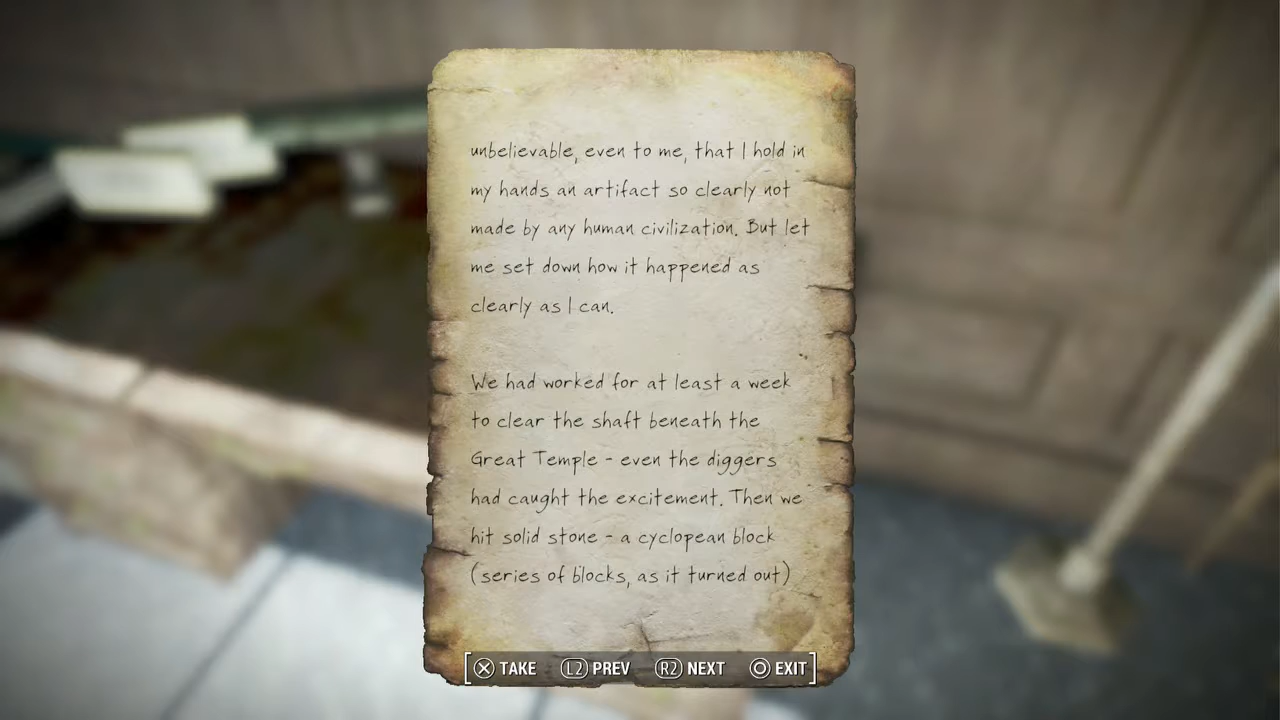 unbelievable, even to me, that I hold in
my hands an artifact so clearly not
made by any human civilization. But let
me set down how it happened as
clearly as I can.
We had worked for at least a week
to clear the shaft beneath the
Great Temple - even the diggers
had caught the excitement. Then we
hit solid stone - a cyclopean block
(series of blocks, as it turned out)
TAKE L2 PREV R2 NEXT EXIT